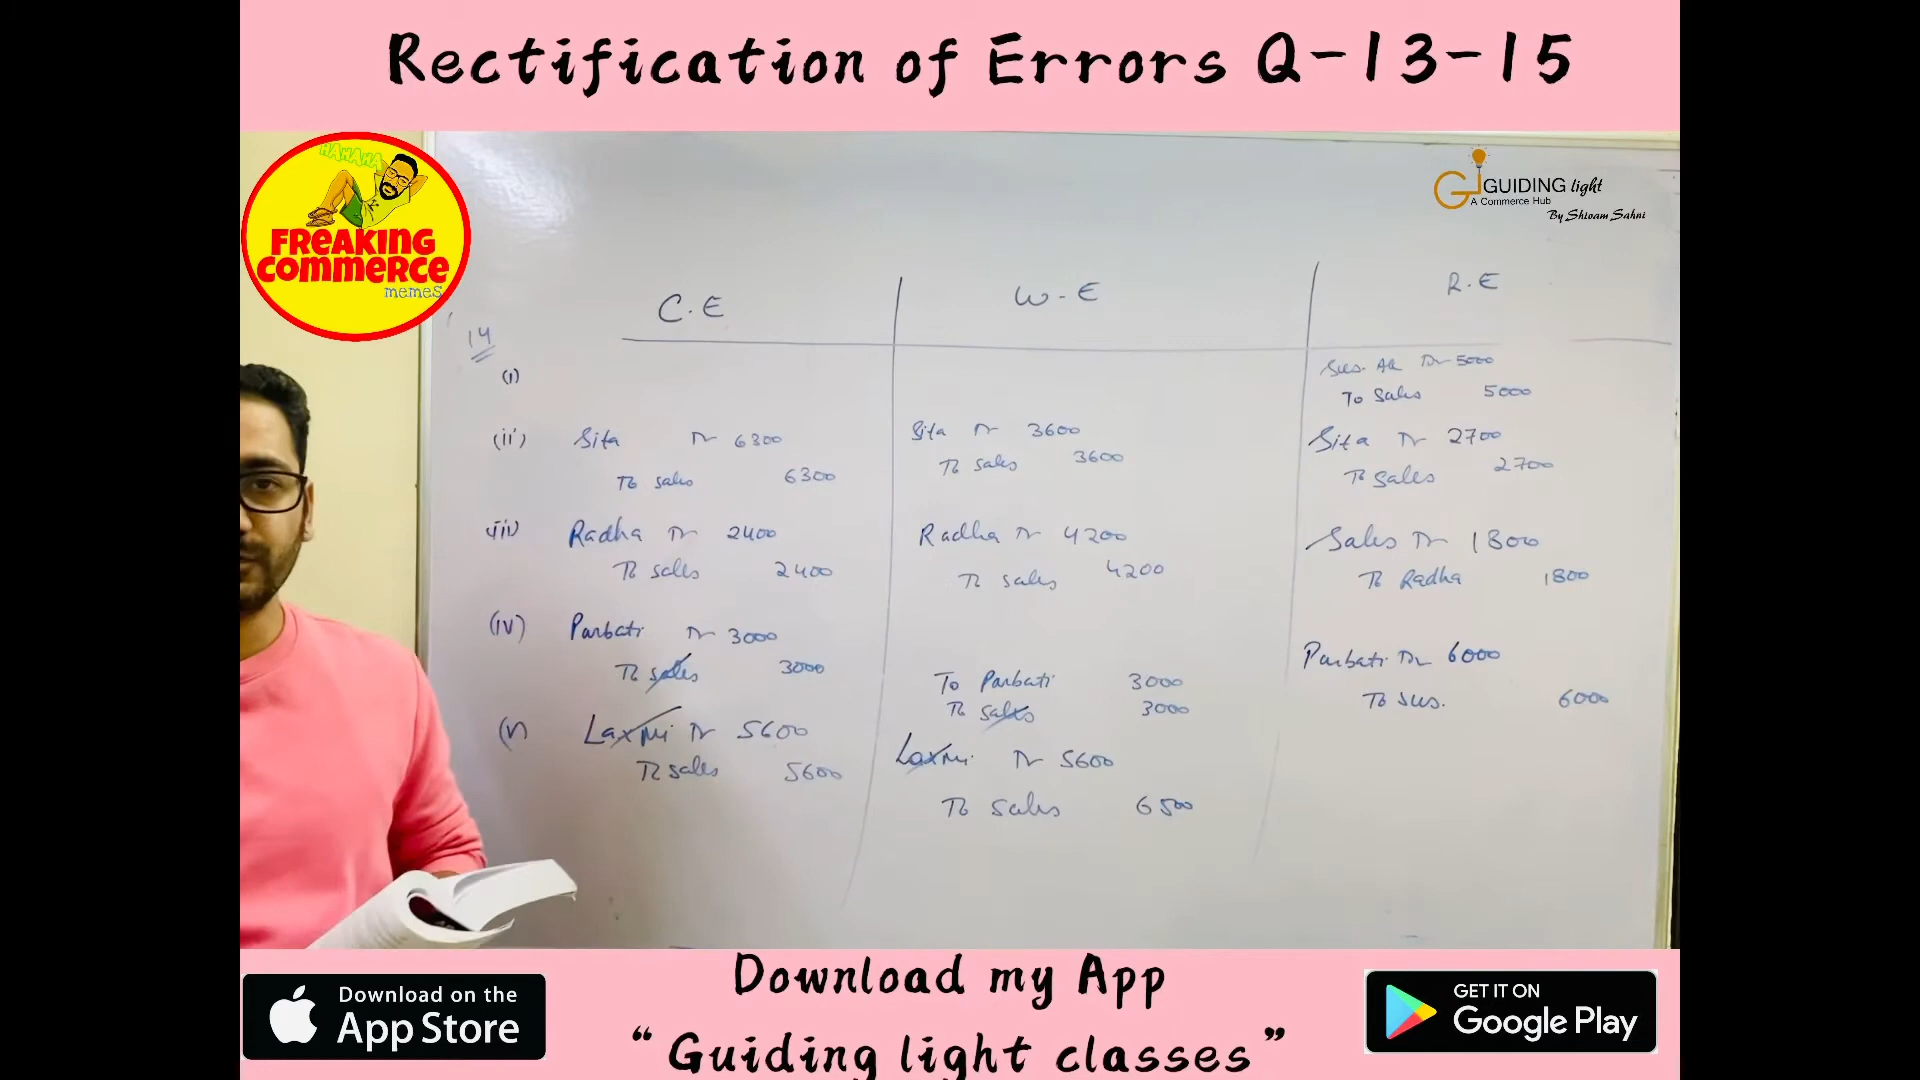 Rectification of Errors Q-13-15
HAHAHA
FREAKING
COMMERCE
memes
GUIDING light
A Commerce Hub
By Shivam Sahni
C.E
W-E
R.E
14
(i)
Sus. A/c Dr 5000
To Sales 5000
(ii) Sita Dr 6300
To sales 6300
Sita Dr 3600
To sales 3600
Sita Dr 2700
To sales 2700
(iii) Radha Dr 2400
To sales 2400
Radha Dr 4200
To sales 4200
Sales Dr 1800
To Radha 1800
(iv) Parbati Dr 3000
To sales 3000
To Parbati 3000
To sales 3000
Parbati Dr 6000
To sus. 6000
(v) Laxmi Dr 5600
To sales 5600
Laxmi Dr 5600
To sales 6500
Download my App
"Guiding light classes"
Download on the
App Store
GET IT ON
Google Play